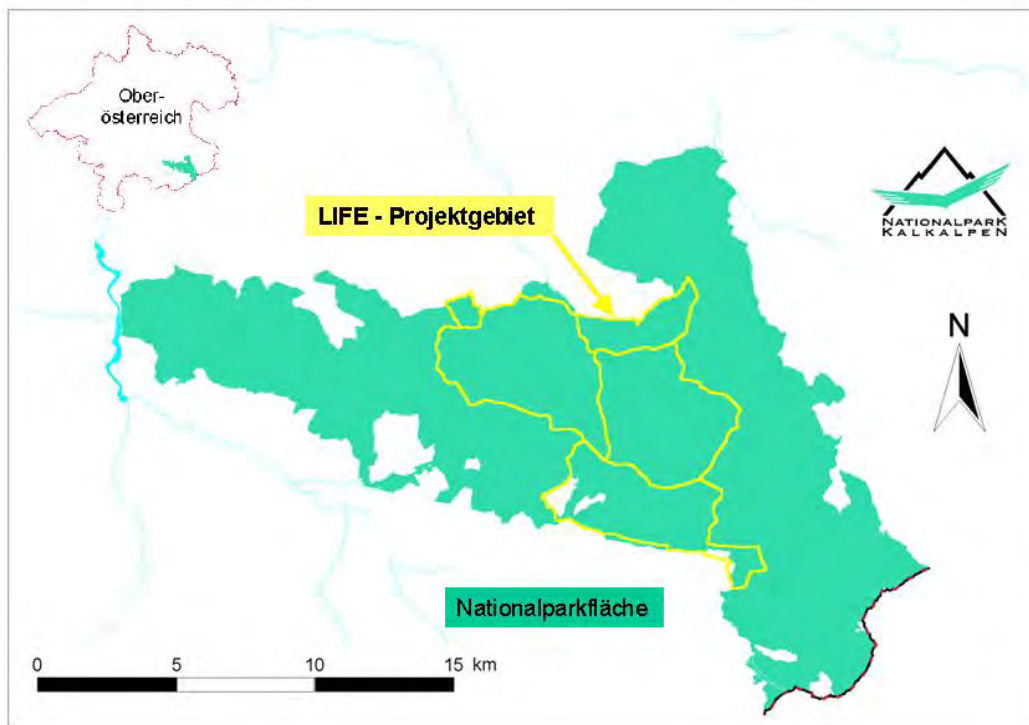 Ober-
österreich
LIFE - Projektgebiet
NATIONALPARK
KALKALPEN
N
Nationalparkfläche
0 5 10 15 km